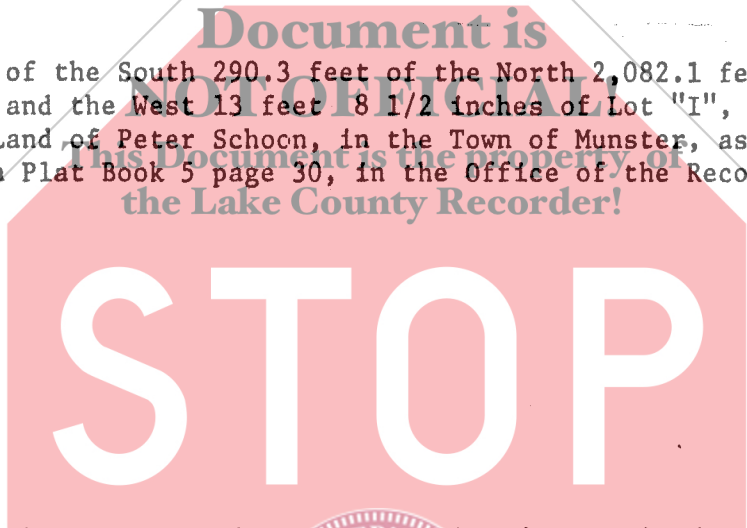 Document is
of the South 290.3 feet of the North 2,082.1 fe
NOT OFFICIAL!
and the West 13 feet 8 1/2 inches of Lot "I",
Land of Peter Schoon, in the Town of Munster, as
This Document is the property of
Plat Book 5 page 30, in the Office of the Reco
the Lake County Recorder!
STOP